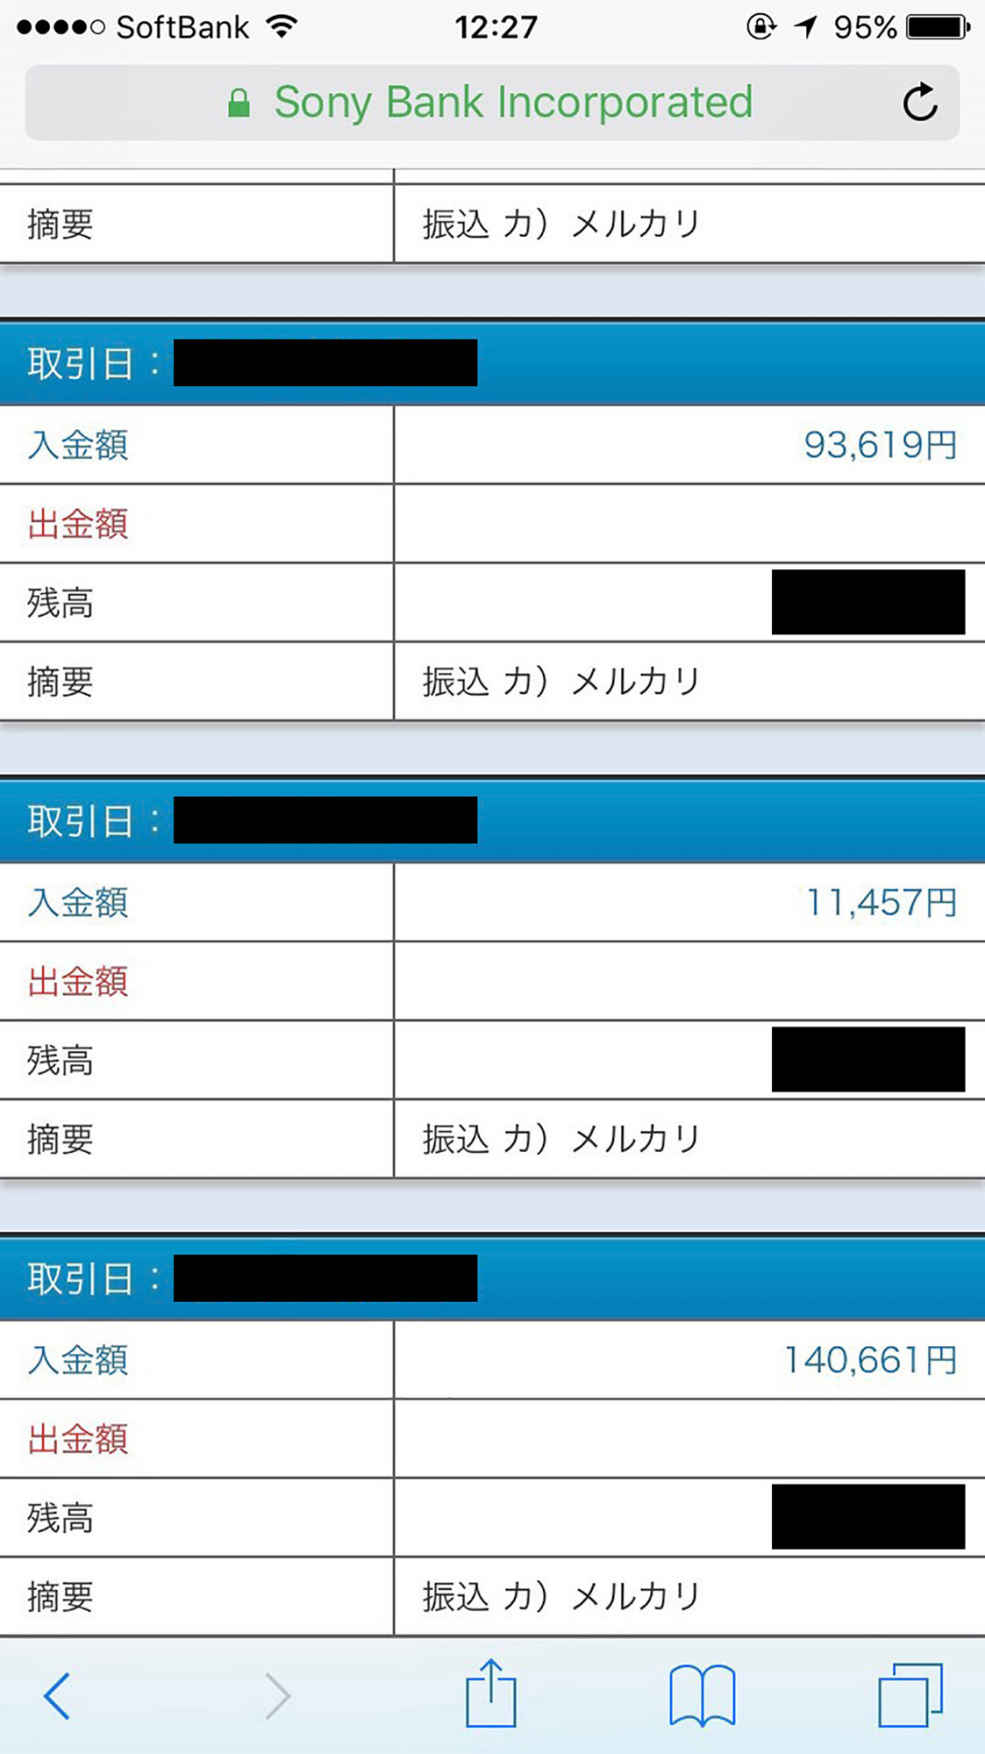 SoftBank 12:27 95%
Sony Bank Incorporated
摘要 振込 カ）メルカリ
取引日：
入金額 93,619円
出金額
残高
摘要 振込 カ）メルカリ
取引日：
入金額 11,457円
出金額
残高
摘要 振込 カ）メルカリ
取引日：
入金額 140,661円
出金額
残高
摘要 振込 カ）メルカリ